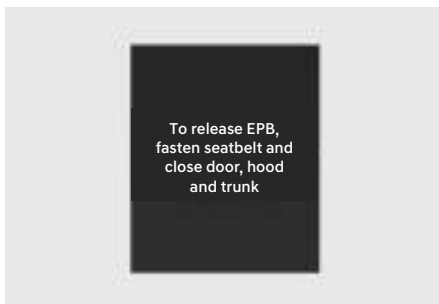 To release EPB,
fasten seatbelt and
close door, hood
and trunk